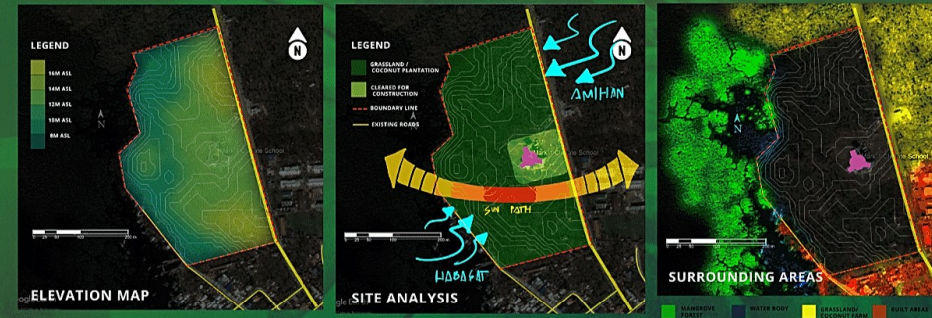 LEGEND
16M ASL
14M ASL
12M ASL
10M ASL
8M ASL
N
N
ELEVATION MAP
LEGEND
GRASSLAND /
COCONUT PLANTATION
CLEARED FOR
CONSTRUCTION
BOUNDARY LINE
EXISTING ROADS
N
AMIHAN
SUN PATH
HABAGAT
SITE ANALYSIS
N
ne School
SURROUNDING AREAS
MANGROVE
FOREST
WATER BODY
GRASSLAND/
COCONUT FARM
BUILT AREAS